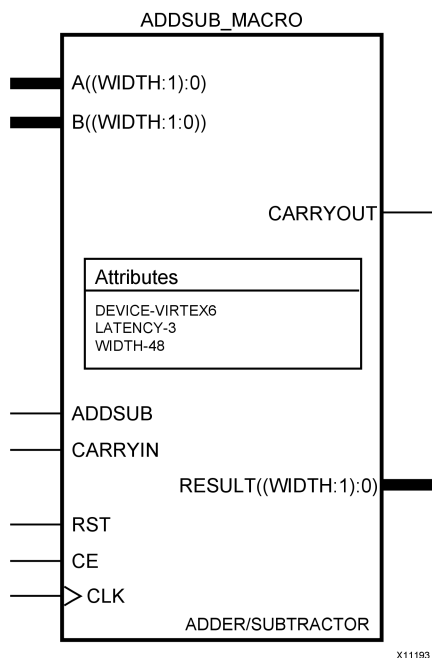 ADDSUB_MACRO
A((WIDTH:1):0)
B((WIDTH:1:0))
CARRYOUT
Attributes
DEVICE-VIRTEX6
LATENCY-3
WIDTH-48
ADDSUB
CARRYIN
RESULT((WIDTH:1):0)
RST
CE
CLK
ADDER/SUBTRACTOR
X11193